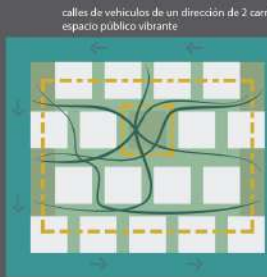 calles de vehiculos de un dirección de 2 carr
espacio público vibrante